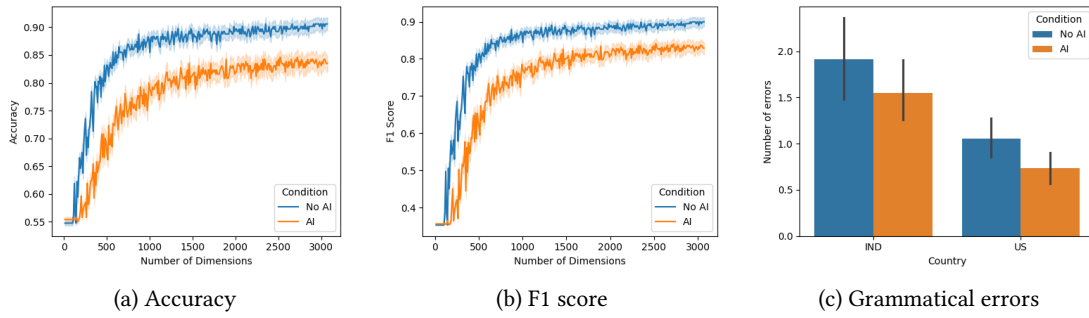 0.90
0.85
0.80
0.75
0.70
0.65
0.60
0.55
Accuracy
0 500 1000 1500 2000 2500 3000
Number of Dimensions
Condition
No AI
AI
(a) Accuracy
0.9
0.8
0.7
0.6
0.5
0.4
F1 Score
0 500 1000 1500 2000 2500 3000
Number of Dimensions
Condition
No AI
AI
(b) F1 score
2.0
1.5
1.0
0.5
0.0
Number of errors
IND US
Country
Condition
No AI
AI
(c) Grammatical errors